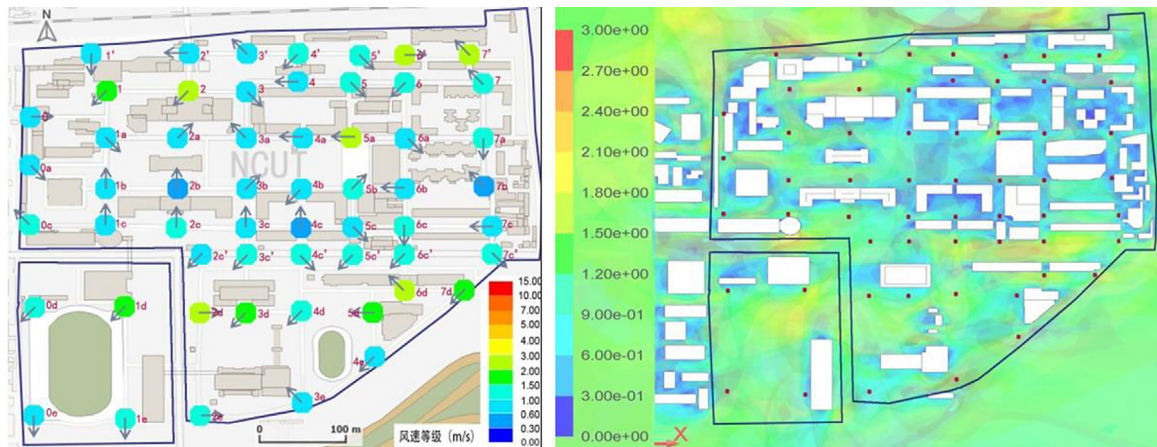 N
1' 2' 3' 4' 5' 6' 7'
1 2 3 4 5 6 7
0
1a 2a 3a 4a 5a 6a 7a
NCUT
0a
1b 2b 3b 4b 5b 6b 7b
0c 1c 2c 3c 4c 5c 6c 7c
2c' 3c' 4c' 5c' 6c' 7c'
6d 7d
0d 1d 2d 3d 4d 5d
4e
3e
0e 1e 2e
0 100 m
风速等级 (m/s)
15.00
10.00
5.00
4.00
3.00
2.00
1.50
1.00
0.60
0.30
0.00
3.00e+00
2.70e+00
2.40e+00
2.10e+00
1.80e+00
1.50e+00
1.20e+00
9.00e-01
6.00e-01
3.00e-01
0.00e+00
X